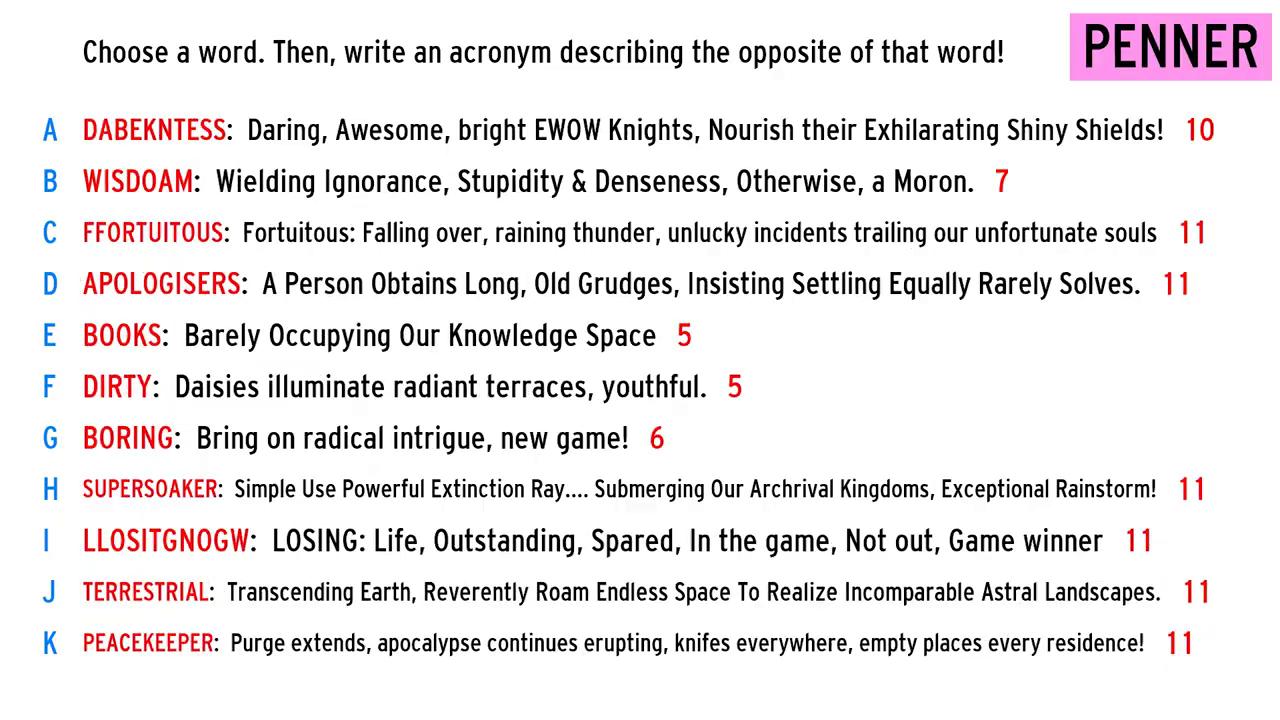 Choose a word. Then, write an acronym describing the opposite of that word!
PENNER
A DABEKNTESS: Daring, Awesome, bright EWOW Knights, Nourish their Exhilarating Shiny Shields! 10
B WISDOAM: Wielding Ignorance, Stupidity & Denseness, Otherwise, a Moron. 7
C FFORTUITOUS: Fortuitous: Falling over, raining thunder, unlucky incidents trailing our unfortunate souls 11
D APOLOGISERS: A Person Obtains Long, Old Grudges, Insisting Settling Equally Rarely Solves. 11
E BOOKS: Barely Occupying Our Knowledge Space 5
F DIRTY: Daisies illuminate radiant terraces, youthful. 5
G BORING: Bring on radical intrigue, new game! 6
H SUPERSOAKER: Simple Use Powerful Extinction Ray.... Submerging Our Archrival Kingdoms, Exceptional Rainstorm! 11
I LLOSITGNOGW: LOSING: Life, Outstanding, Spared, In the game, Not out, Game winner 11
J TERRESTRIAL: Transcending Earth, Reverently Roam Endless Space To Realize Incomparable Astral Landscapes. 11
K PEACEKEEPER: Purge extends, apocalypse continues erupting, knifes everywhere, empty places every residence! 11